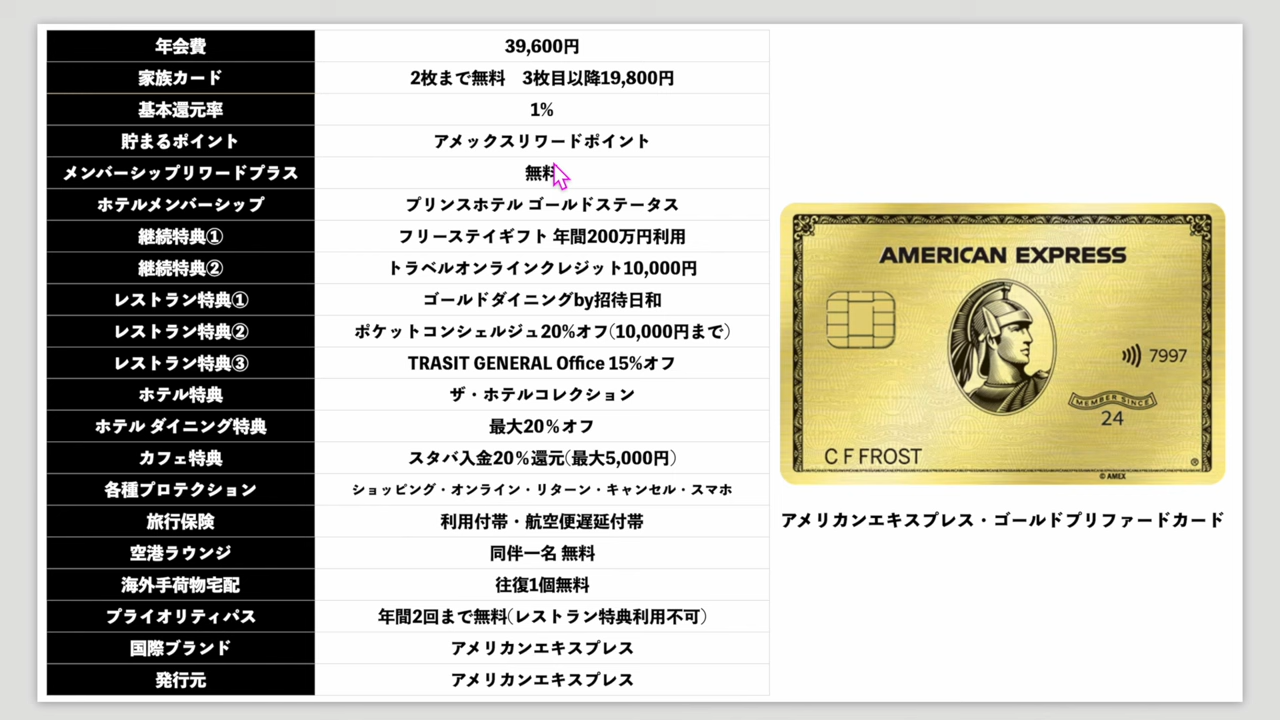 年会費 39,600円
家族カード 2枚まで無料 3枚目以降19,800円
基本還元率 1%
貯まるポイント アメックスリワードポイント
メンバーシップリワードプラス 無料
ホテルメンバーシップ プリンスホテル ゴールドステータス
継続特典① フリーステイギフト 年間200万円利用
継続特典② トラベルオンラインクレジット10,000円
レストラン特典① ゴールドダイニングby招待日和
レストラン特典② ポケットコンシェルジュ20%オフ(10,000円まで)
レストラン特典③ TRASIT GENERAL Office 15%オフ
ホテル特典 ザ・ホテルコレクション
ホテル ダイニング特典 最大20%オフ
カフェ特典 スタバ入金20%還元(最大5,000円)
各種プロテクション ショッピング・オンライン・リターン・キャンセル・スマホ
旅行保険 利用付帯・航空便遅延付帯
空港ラウンジ 同伴一名 無料
海外手荷物宅配 往復1個無料
プライオリティパス 年間2回まで無料(レストラン特典利用不可)
国際ブランド アメリカンエキスプレス
発行元 アメリカンエキスプレス
AMERICAN EXPRESS
7997
MEMBER SINCE
24
C F FROST
® 
© AMEX
アメリカンエキスプレス・ゴールドプリファードカード